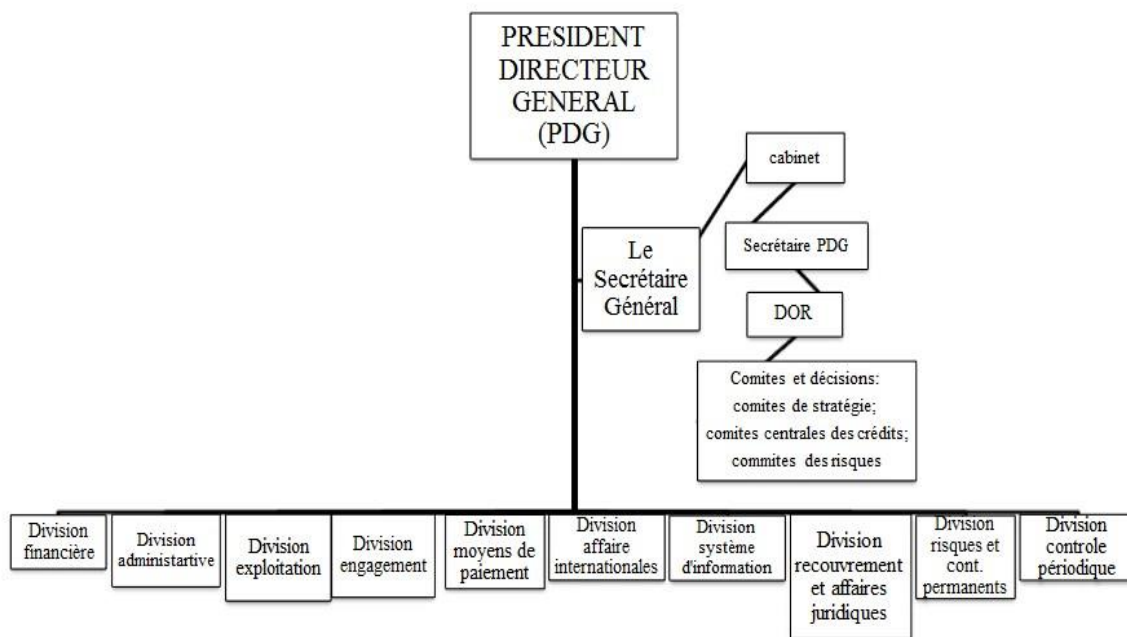 PRESIDENT
DIRECTEUR
GENERAL
(PDG)
cabinet
Le
Secrétaire
Général
Secrétaire PDG
DOR
Comites et décisions:
comites de stratégie;
comites centrales des crédits;
commites des risques
Division
financière
Division
administartive
Division
exploitation
Division
engagement
Division
moyens de
paiement
Division
affaire
internationales
Division
système
d'information
Division
recouvrement
et affaires
juridiques
Division
risques et
cont.
permanents
Division
controle
périodique